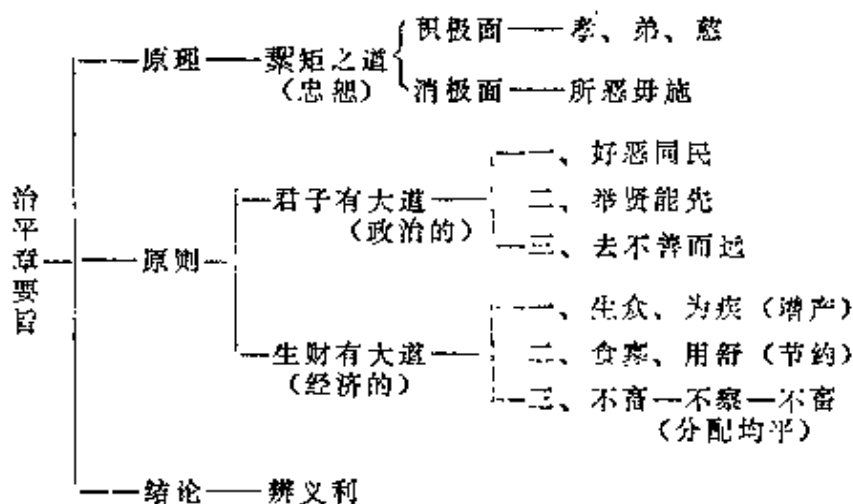 治平章要旨
原理——絜矩之道
(忠恕)
积极面——孝、弟、慈
消极面——所恶毋施
原则
君子有大道
(政治的)
一、好恶同民
二、举贤能先
三、去不善而远
生财有大道
(经济的)
一、生众、为疾(增产)
二、食寡、用舒(节约)
三、不畜—不察—不畜
(分配均平)
结论——辨义利